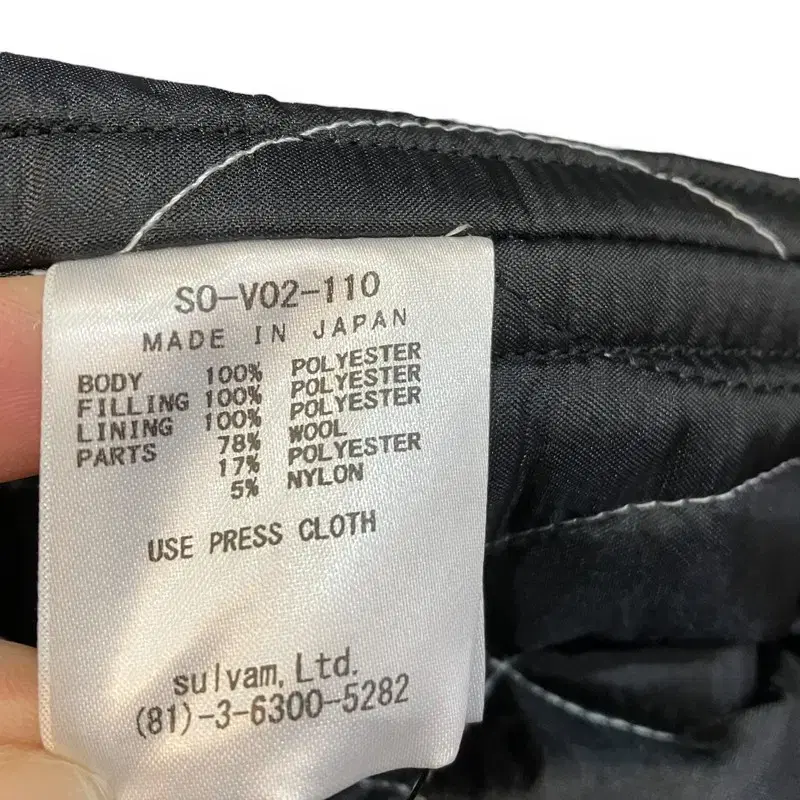 SO-V02-110
MADE IN JAPAN
BODY 100% POLYESTER
FILLING 100% POLYESTER
LINING 100% POLYESTER
PARTS 78% WOOL
17% POLYESTER
5% NYLON
USE PRESS CLOTH
sulvam, Ltd.
(81)-3-6300-5282